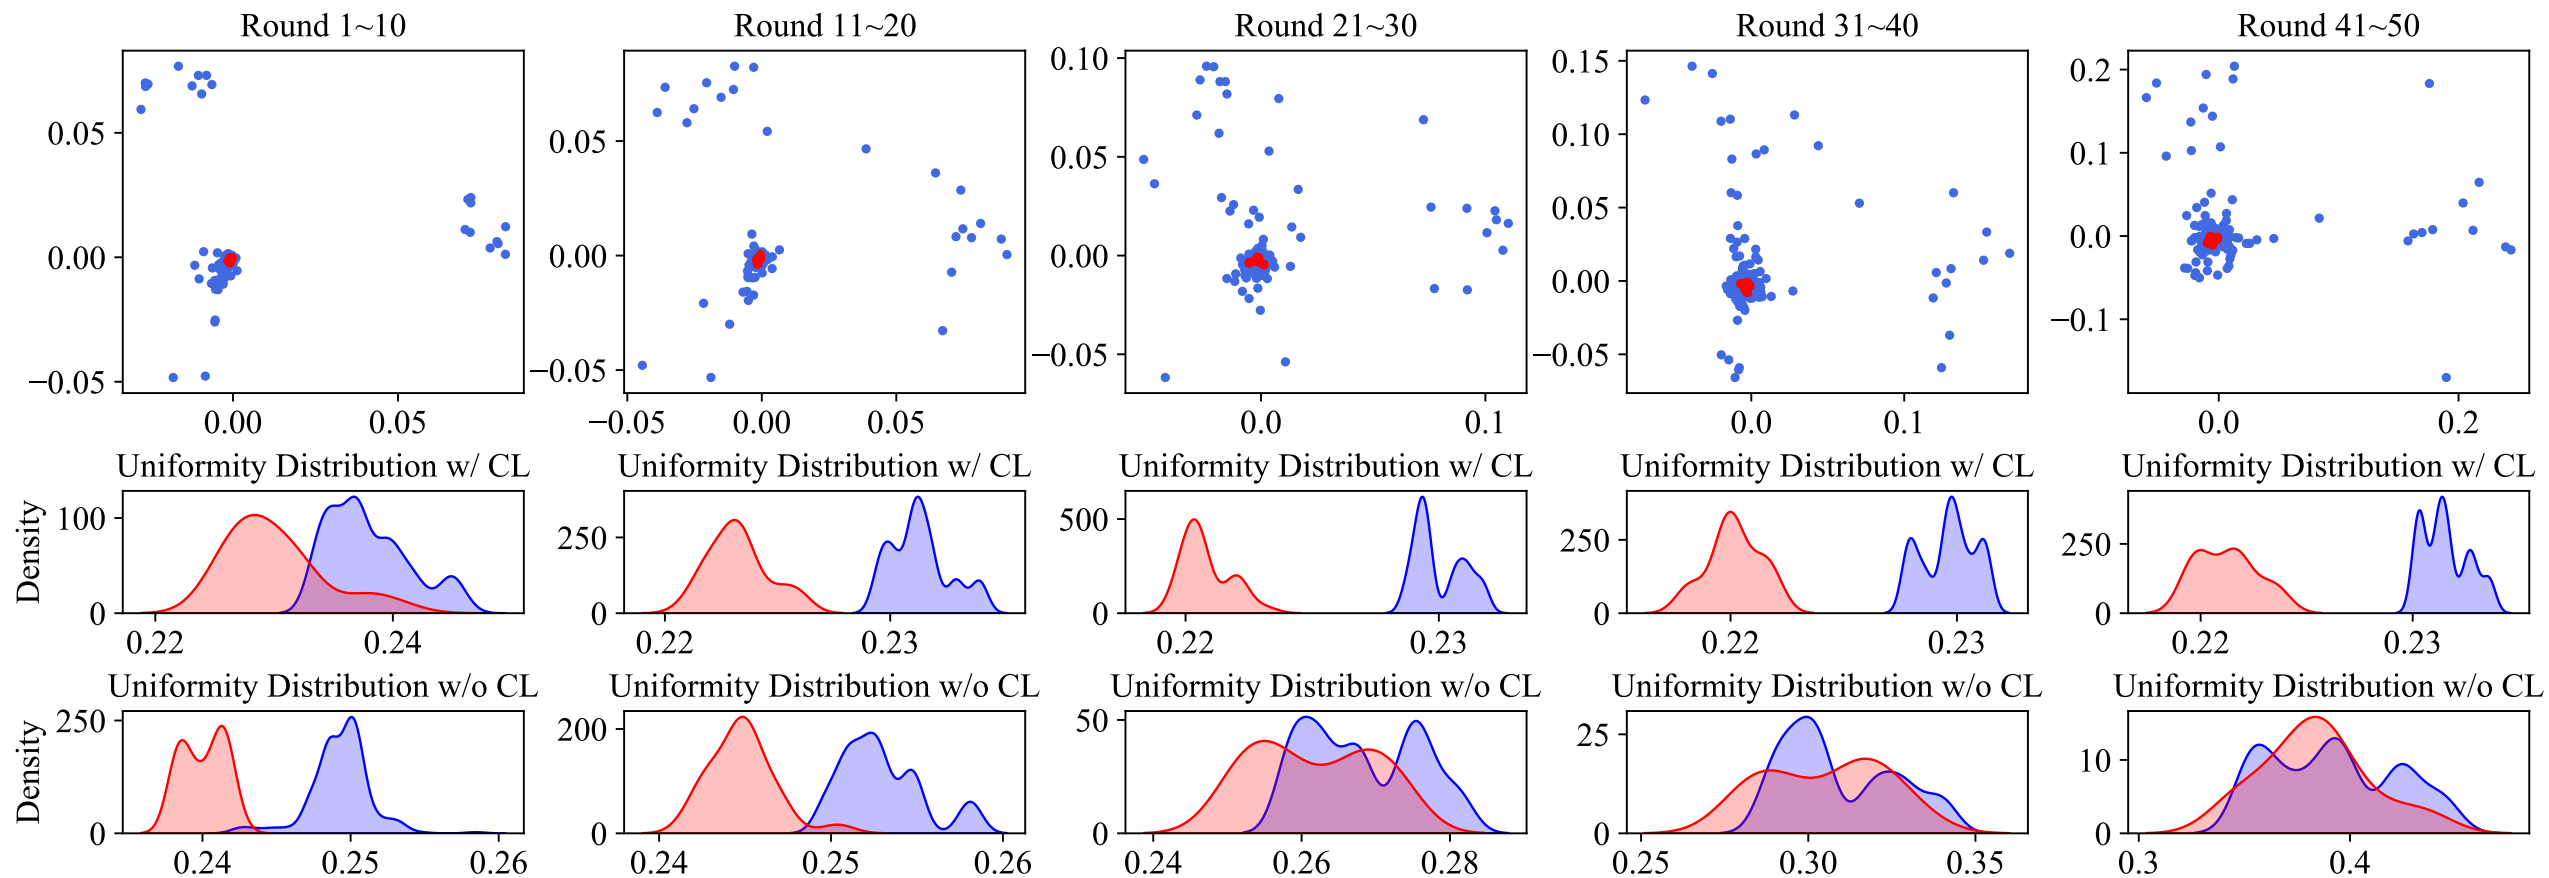 Round 1~10 Round 11~20 Round 21~30 Round 31~40 Round 41~50
0.05 0.00 −0.05
0.00 0.05
0.05 0.00 −0.05
−0.05 0.00 0.05
0.10 0.05 0.00 −0.05
0.0 0.1
0.15 0.10 0.05 0.00 −0.05
0.0 0.1
0.2 0.1 0.0 −0.1
0.0 0.2
Uniformity Distribution w/ CL Uniformity Distribution w/ CL Uniformity Distribution w/ CL Uniformity Distribution w/ CL Uniformity Distribution w/ CL
Density
100 0
0.22 0.24
250 0
0.22 0.23
500 0
0.22 0.23
250 0
0.22 0.23
250 0
0.22 0.23
Uniformity Distribution w/o CL Uniformity Distribution w/o CL Uniformity Distribution w/o CL Uniformity Distribution w/o CL Uniformity Distribution w/o CL
Density
250 0
0.24 0.25 0.26
200 0
0.24 0.25 0.26
50 0
0.24 0.26 0.28
25 0
0.25 0.30 0.35
10 0
0.3 0.4